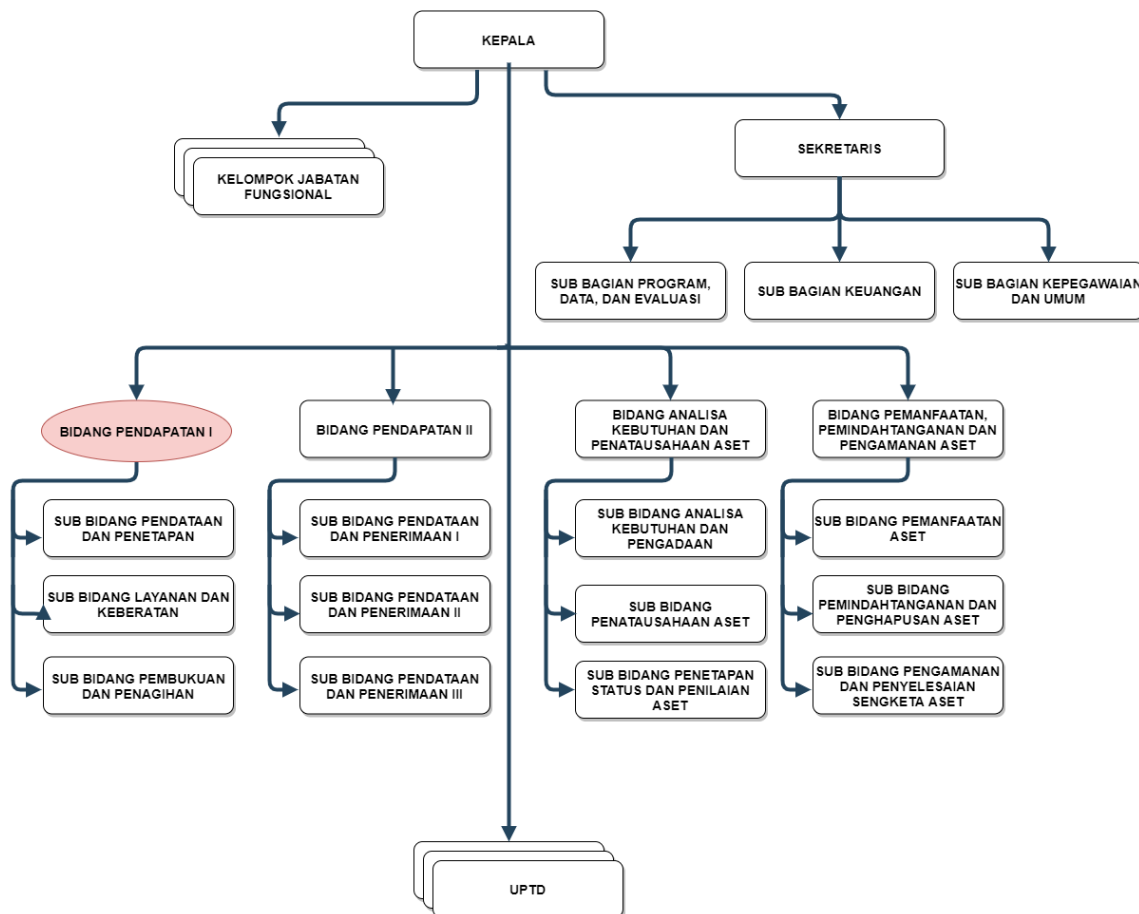 KEPALA
SEKRETARIS
KELOMPOK JABATAN
FUNGSIONAL
SUB BAGIAN PROGRAM,
DATA, DAN EVALUASI
SUB BAGIAN KEUANGAN
SUB BAGIAN KEPEGAWAIAN
DAN UMUM
BIDANG PENDAPATAN I
BIDANG PENDAPATAN II
BIDANG ANALISA
KEBUTUHAN DAN
PENATAUSAHAAN ASET
BIDANG PEMANFAATAN,
PEMINDAHTANGANAN DAN
PENGAMANAN ASET
SUB BIDANG PENDATAAN
DAN PENETAPAN
SUB BIDANG PENDATAAN
DAN PENERIMAAN I
SUB BIDANG ANALISA
KEBUTUHAN DAN
PENGADAAN
SUB BIDANG PEMANFAATAN
ASET
SUB BIDANG LAYANAN DAN
KEBERATAN
SUB BIDANG PENDATAAN
DAN PENERIMAAN II
SUB BIDANG
PENATAUSAHAAN ASET
SUB BIDANG
PEMINDAHTANGANAN DAN
PENGHAPUSAN ASET
SUB BIDANG PEMBUKUAN
DAN PENAGIHAN
SUB BIDANG PENDATAAN
DAN PENERIMAAN III
SUB BIDANG PENETAPAN
STATUS DAN PENILAIAN
ASET
SUB BIDANG PENGAMANAN
DAN PENYELESAIAN
SENGKETA ASET
UPTD